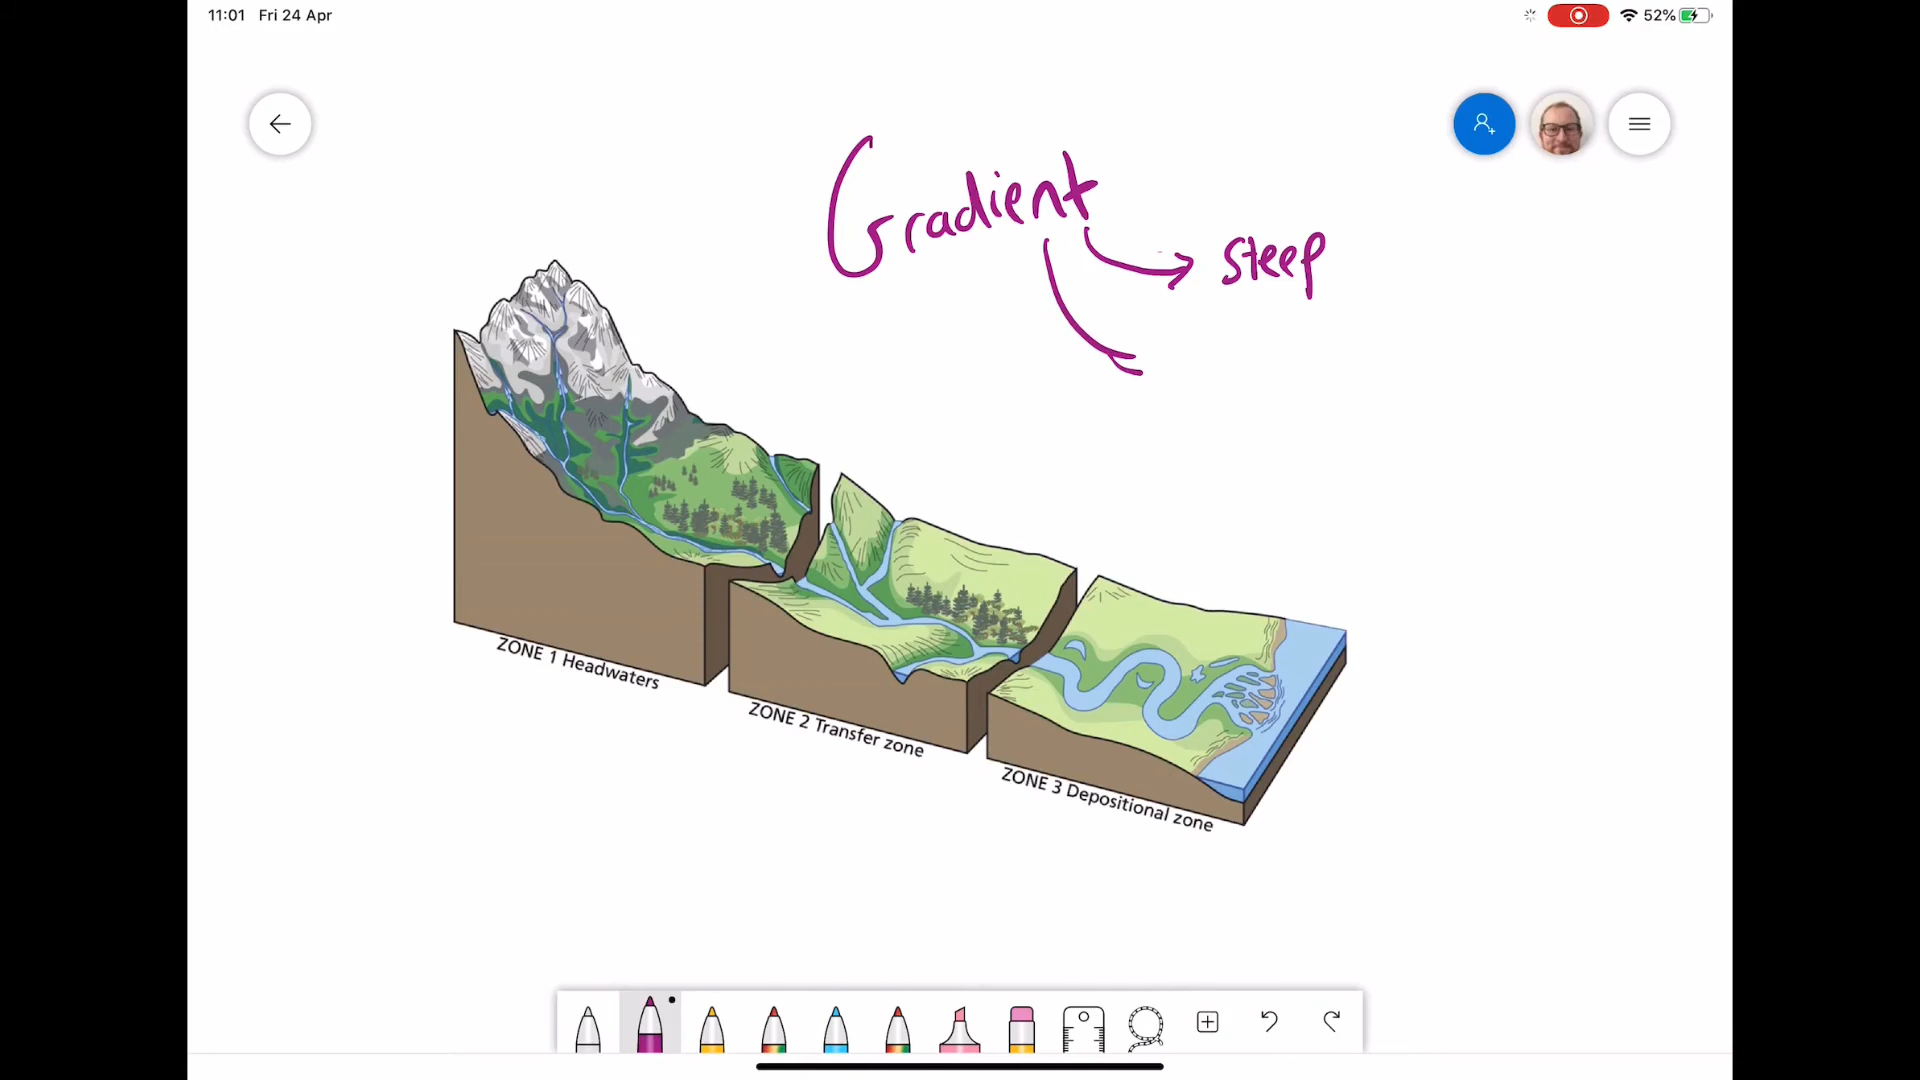 11:01 Fri 24 Apr 52%
Gradient
steep
ZONE 1 Headwaters
ZONE 2 Transfer zone
ZONE 3 Depositional zone